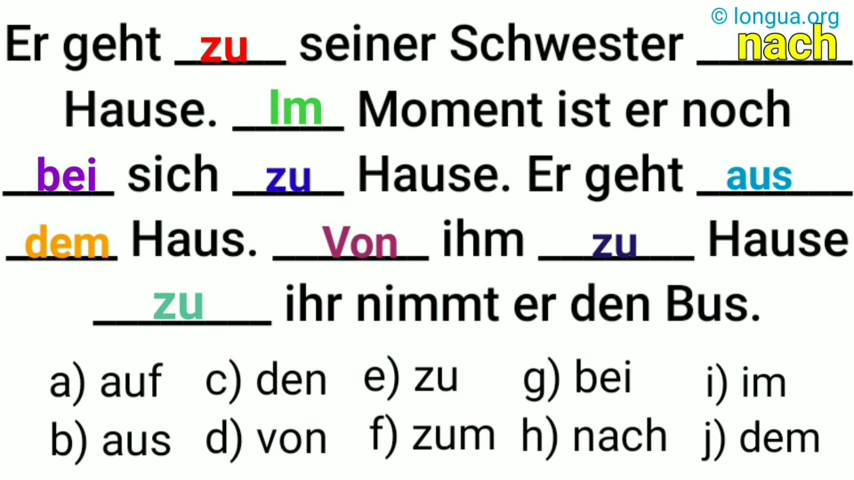 © longua.org
Er geht zu seiner Schwester nach
Hause. Im Moment ist er noch
bei sich zu Hause. Er geht aus
dem Haus. Von ihm zu Hause
zu ihr nimmt er den Bus.
a) auf c) den e) zu g) bei i) im
b) aus d) von f) zum h) nach j) dem